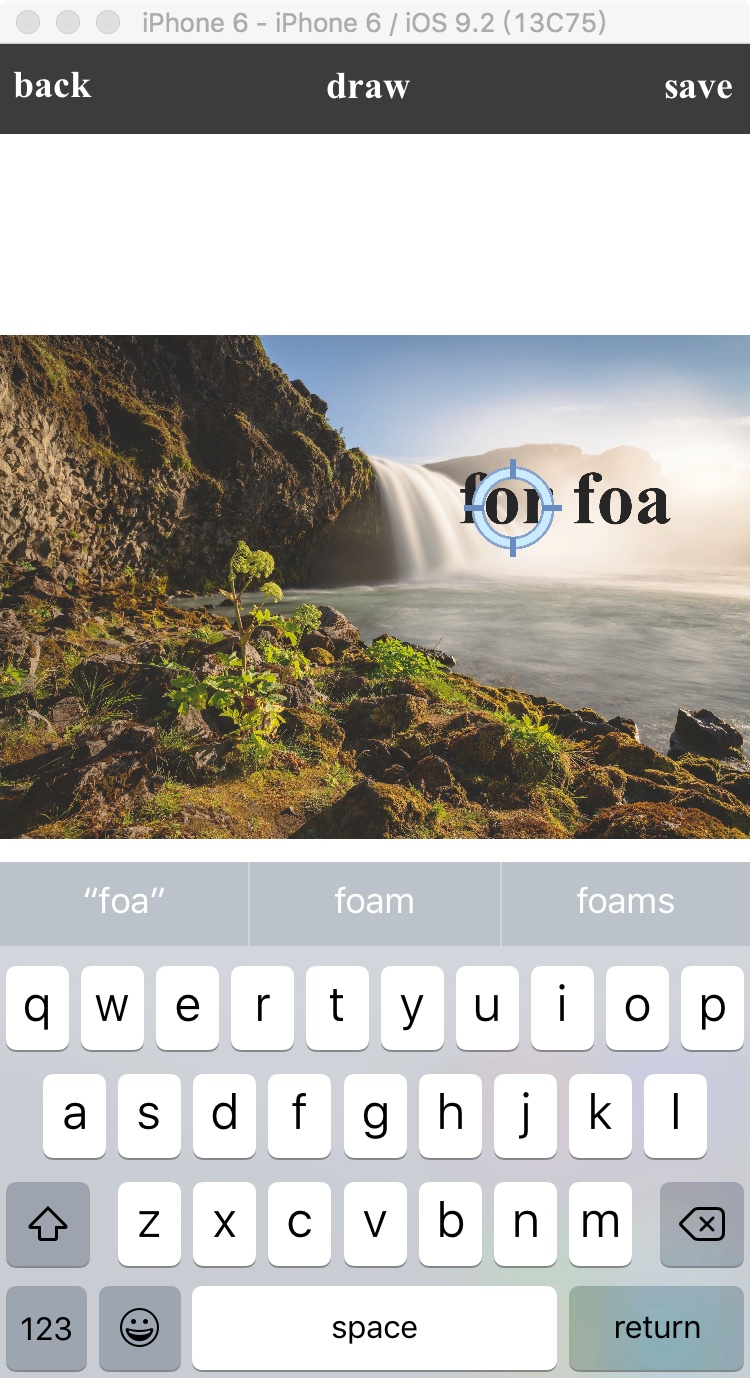 iPhone 6 - iPhone 6 / iOS 9.2 (13C75)
back draw save
for foa
“foa” foam foams
q w e r t y u i o p
a s d f g h j k l
z x c v b n m
123 space return